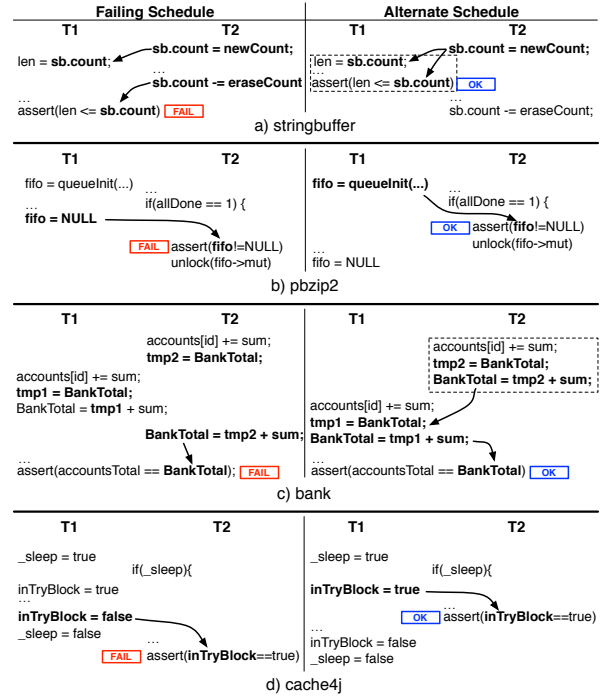 Failing Schedule Alternate Schedule
T1 T2 T1 T2
sb.count = newCount; sb.count = newCount;
len = sb.count; len = sb.count;
... ...
sb.count -= eraseCount assert(len <= sb.count) OK
... ...
assert(len <= sb.count) FAIL sb.count -= eraseCount;
a) stringbuffer
T1 T2 T1 T2
fifo = queueInit(...) fifo = queueInit(...)
... ...
if(allDone == 1) { if(allDone == 1) {
...
fifo = NULL
FAIL assert(fifo!=NULL) OK assert(fifo!=NULL)
unlock(fifo->mut) unlock(fifo->mut)
...
fifo = NULL
b) pbzip2
T1 T2 T1 T2
accounts[id] += sum; accounts[id] += sum;
tmp2 = BankTotal; tmp2 = BankTotal;
accounts[id] += sum; BankTotal = tmp2 + sum;
tmp1 = BankTotal;
BankTotal = tmp1 + sum; accounts[id] += sum;
tmp1 = BankTotal;
BankTotal = tmp2 + sum; BankTotal = tmp1 + sum;
... ...
assert(accountsTotal == BankTotal); FAIL assert(accountsTotal == BankTotal) OK
c) bank
T1 T2 T1 T2
_sleep = true _sleep = true
if(_sleep){ if(_sleep){
inTryBlock = true inTryBlock = true
...
inTryBlock = false ...
_sleep = false OK assert(inTryBlock==true)
... ...
FAIL assert(inTryBlock==true) inTryBlock = false
_sleep = false
d) cache4j